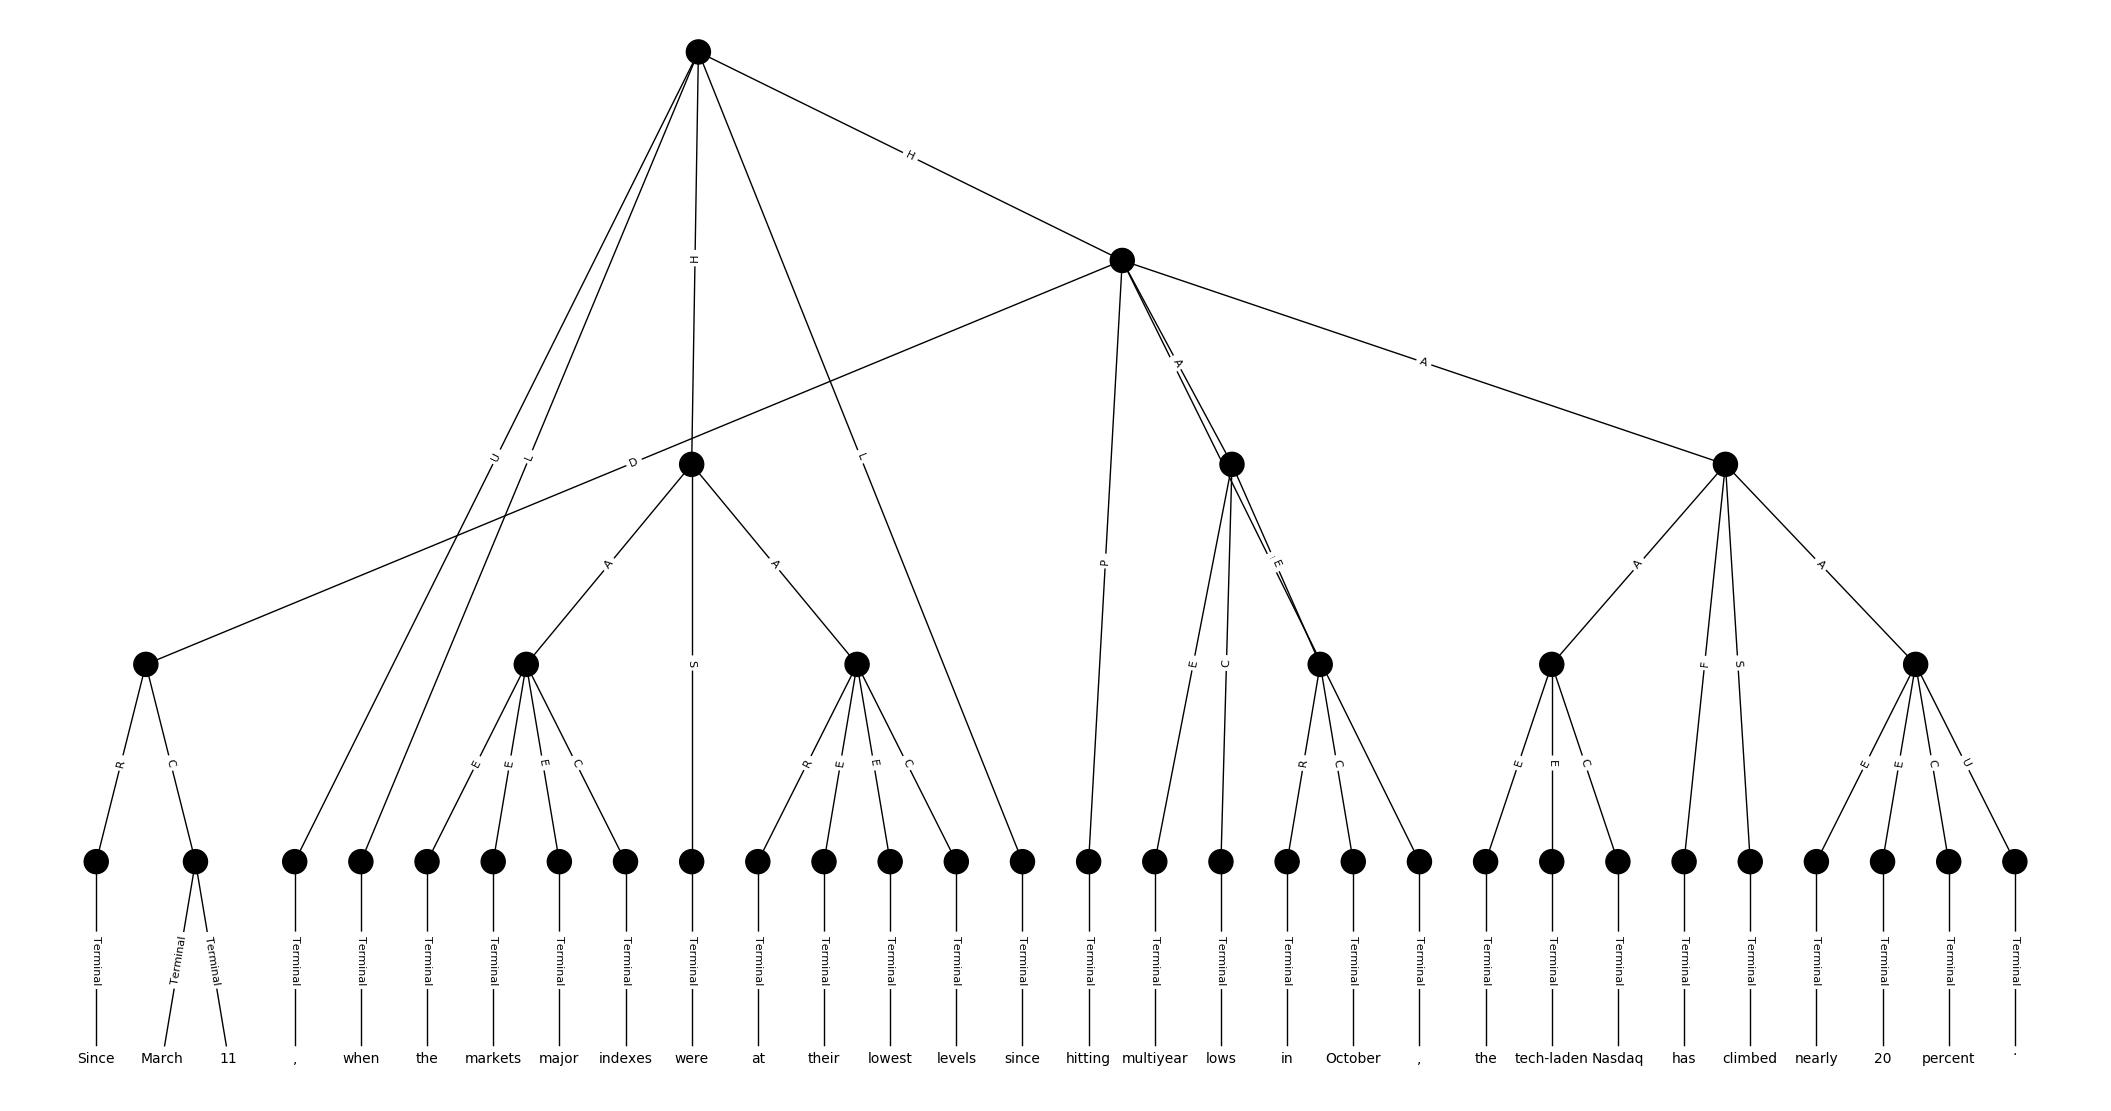 H
H
A
A
U
L
D
L
P
E
A
A
A
A
S
E
C
F
S
R
C
E
E
E
C
R
E
E
C
R
C
E
E
C
E
E
C
U
Terminal Terminal Terminal Terminal Terminal Terminal Terminal Terminal Terminal Terminal Terminal Terminal Terminal Terminal Terminal Terminal Terminal Terminal Terminal Terminal Terminal Terminal Terminal Terminal Terminal Terminal Terminal Terminal Terminal Terminal
Since March 11 , when the markets major indexes were at their lowest levels since hitting multiyear lows in October , the tech-laden Nasdaq has climbed nearly 20 percent .